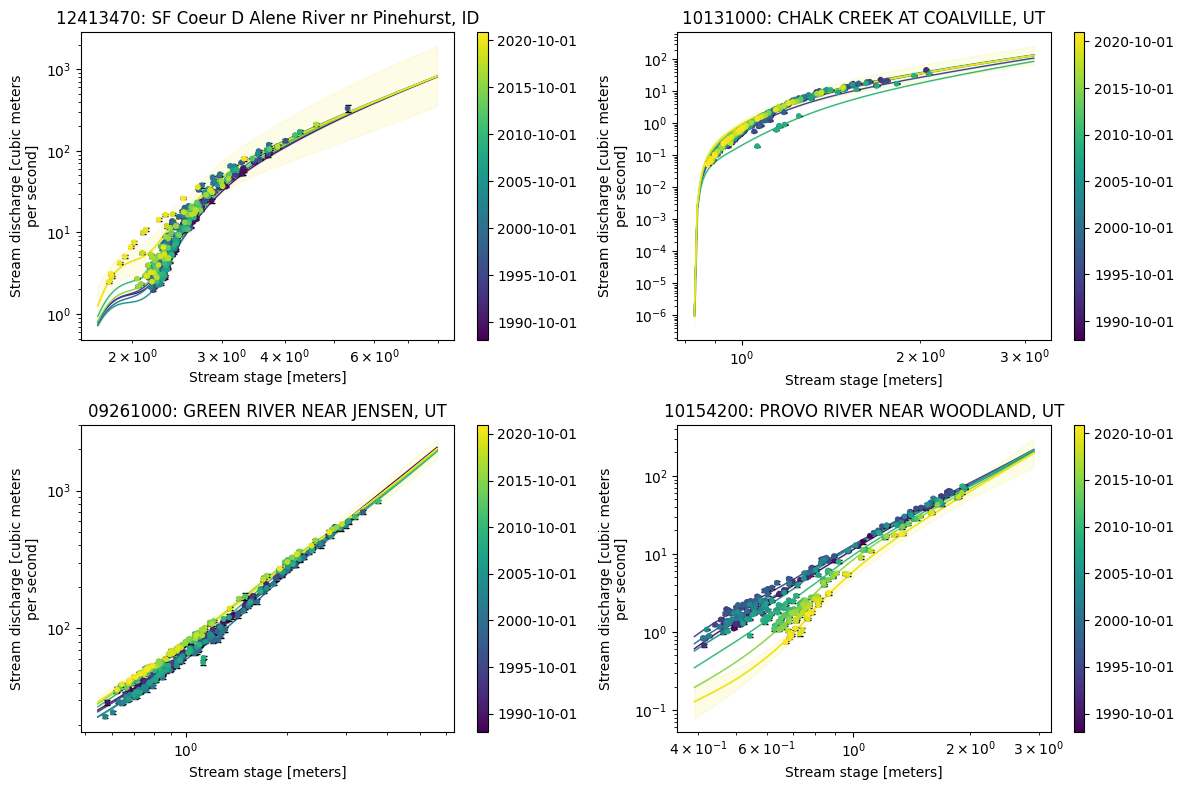 12413470: SF Coeur D Alene River nr Pinehurst, ID
10³
10²
10¹
10⁰
2 × 10⁰
3 × 10⁰
4 × 10⁰
6 × 10⁰
Stream discharge [cubic meters
per second]
Stream stage [meters]
2020-10-01
2015-10-01
2010-10-01
2005-10-01
2000-10-01
1995-10-01
1990-10-01
10131000: CHALK CREEK AT COALVILLE, UT
10²
10¹
10⁰
10⁻¹
10⁻²
10⁻³
10⁻⁴
10⁻⁵
10⁻⁶
10⁰
2 × 10⁰
3 × 10⁰
Stream discharge [cubic meters
per second]
Stream stage [meters]
2020-10-01
2015-10-01
2010-10-01
2005-10-01
2000-10-01
1995-10-01
1990-10-01
09261000: GREEN RIVER NEAR JENSEN, UT
10³
10²
10⁰
Stream discharge [cubic meters
per second]
Stream stage [meters]
2020-10-01
2015-10-01
2010-10-01
2005-10-01
2000-10-01
1995-10-01
1990-10-01
10154200: PROVO RIVER NEAR WOODLAND, UT
10²
10¹
10⁰
10⁻¹
4 × 10⁻¹
6 × 10⁻¹
10⁰
2 × 10⁰
3 × 10⁰
Stream discharge [cubic meters
per second]
Stream stage [meters]
2020-10-01
2015-10-01
2010-10-01
2005-10-01
2000-10-01
1995-10-01
1990-10-01